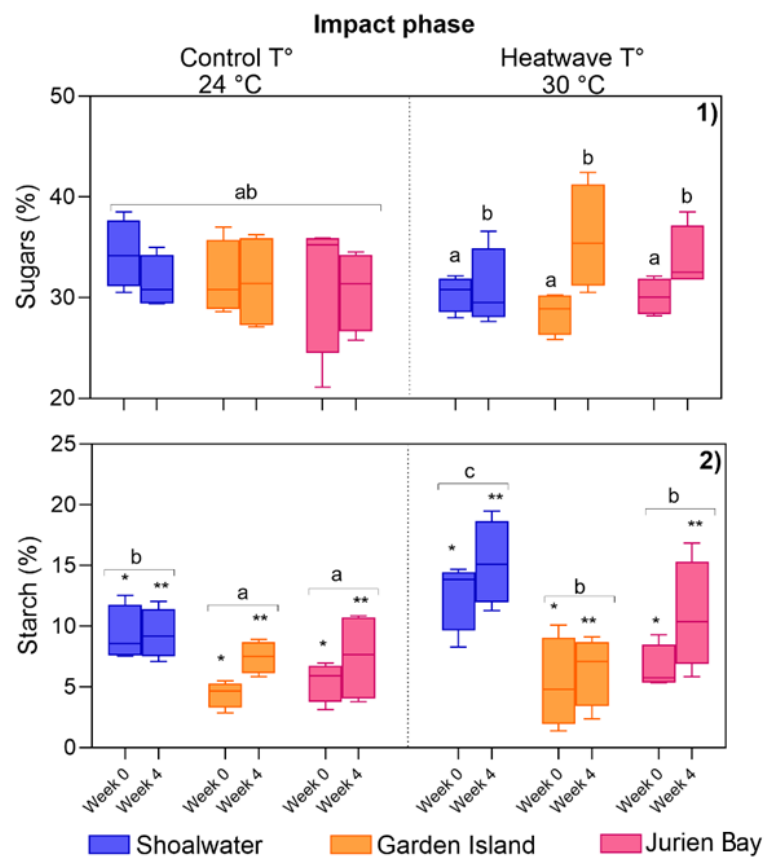 Impact phase
Control T° Heatwave T°
24 °C 30 °C
50 1)
40 ab b b b
Sugars (%) a a a
30
20
25 2)
20 c ** b **
15 b * ** a a * b
Starch (%) * ** * ** * ** *
10
5
0
Week 0 Week 4 Week 0 Week 4 Week 0 Week 4 Week 0 Week 4 Week 0 Week 4 Week 0 Week 4
Shoalwater Garden Island Jurien Bay